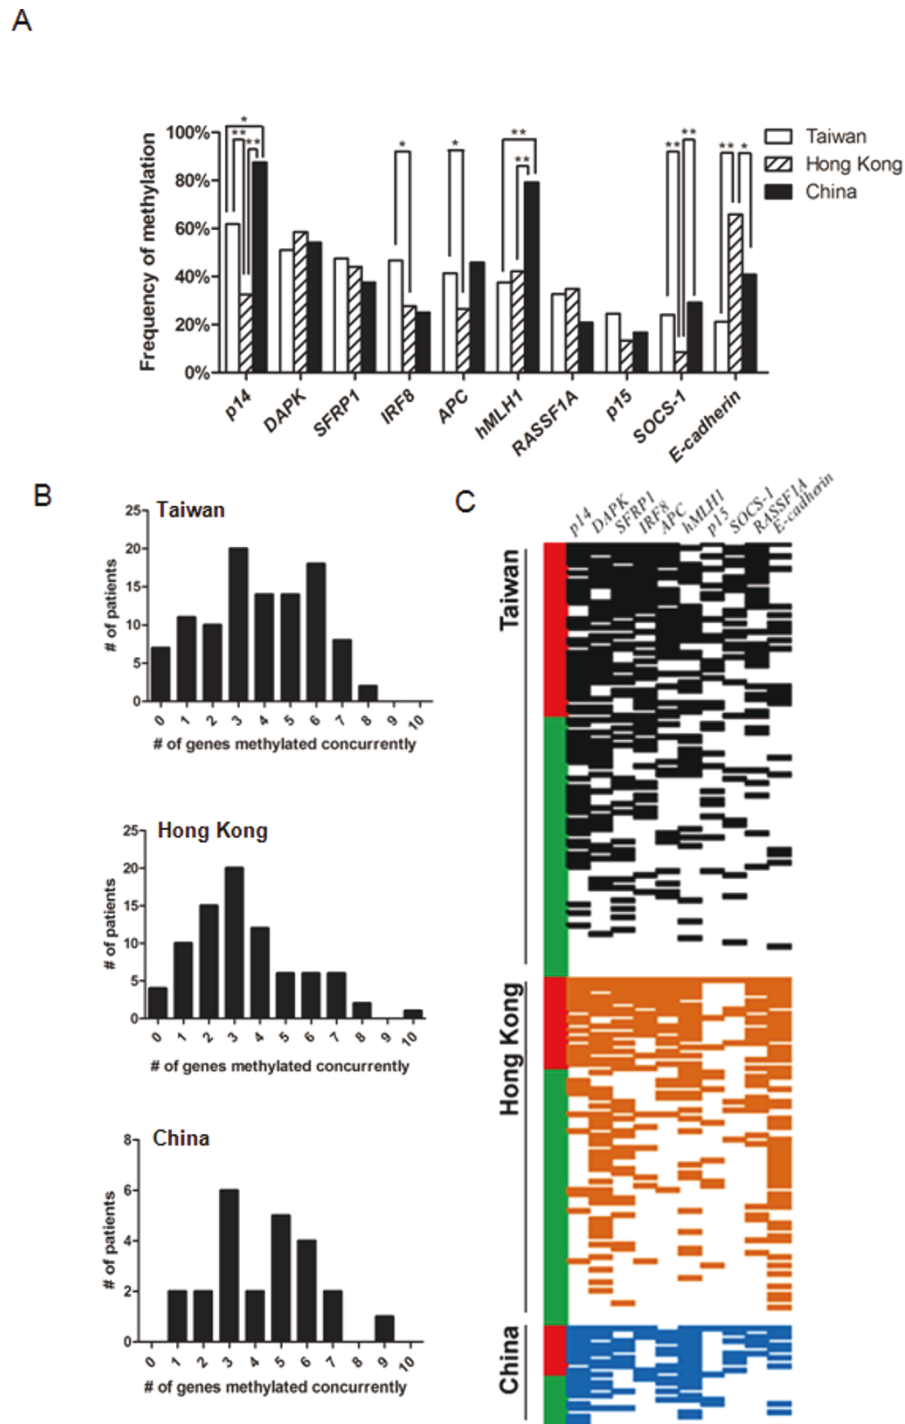 A
Frequency of methylation
100%
80%
60%
40%
20%
0%
* ** ** * * ** ** ** ** ** *
Taiwan
Hong Kong
China
p14 DAPK SFRP1 IRF8 APC hMLH1 RASSF1A p15 SOCS-1 E-cadherin
B
Taiwan
# of patients
25
20
15
10
5
0
0 1 2 3 4 5 6 7 8 9 10
# of genes methylated concurrently
Hong Kong
# of patients
25
20
15
10
5
0
0 1 2 3 4 5 6 7 8 9 10
# of genes methylated concurrently
China
# of patients
8
6
4
2
0
0 1 2 3 4 5 6 7 8 9 10
# of genes methylated concurrently
C
p14 DAPK SFRP1 IRF8 APC hMLH1 p15 SOCS-1 RASSF1A E-cadherin
Taiwan
Hong Kong
China